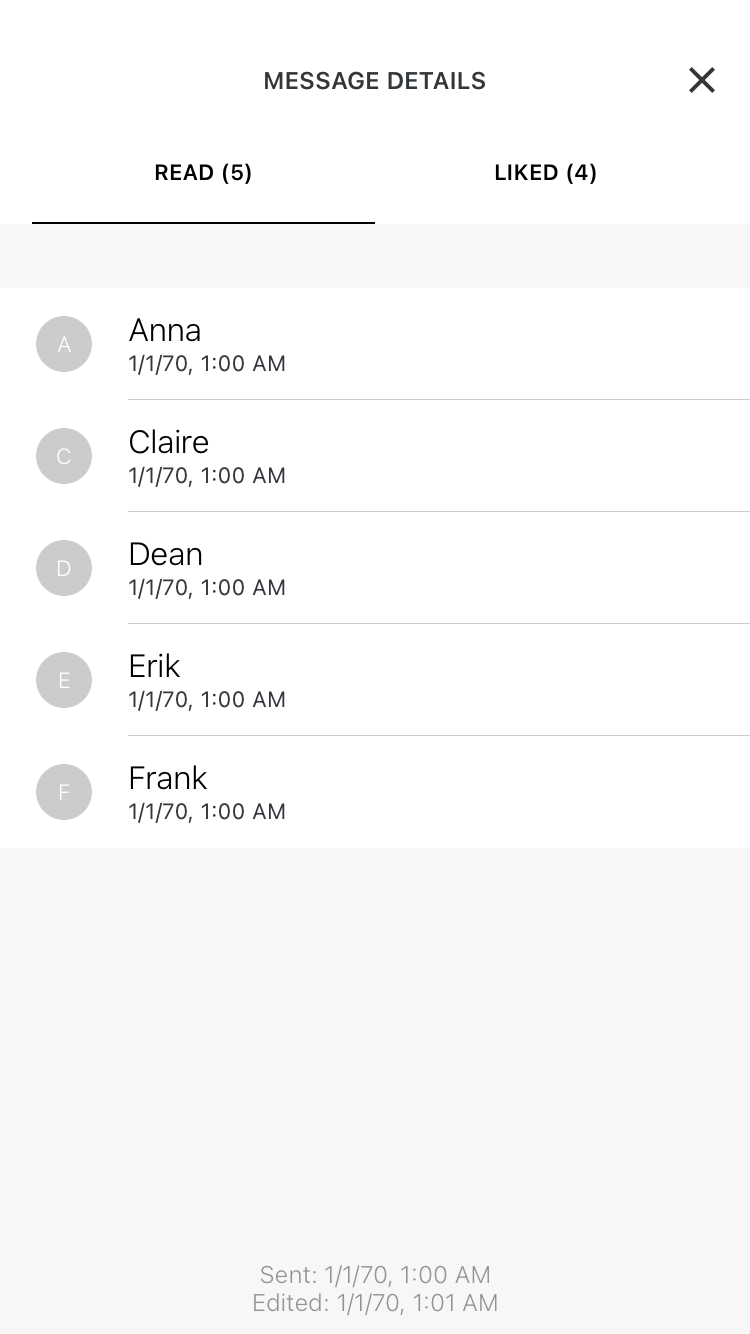 MESSAGE DETAILS
READ (5)
LIKED (4)
A
Anna
1/1/70, 1:00 AM
C
Claire
1/1/70, 1:00 AM
D
Dean
1/1/70, 1:00 AM
E
Erik
1/1/70, 1:00 AM
F
Frank
1/1/70, 1:00 AM
Sent: 1/1/70, 1:00 AM
Edited: 1/1/70, 1:01 AM